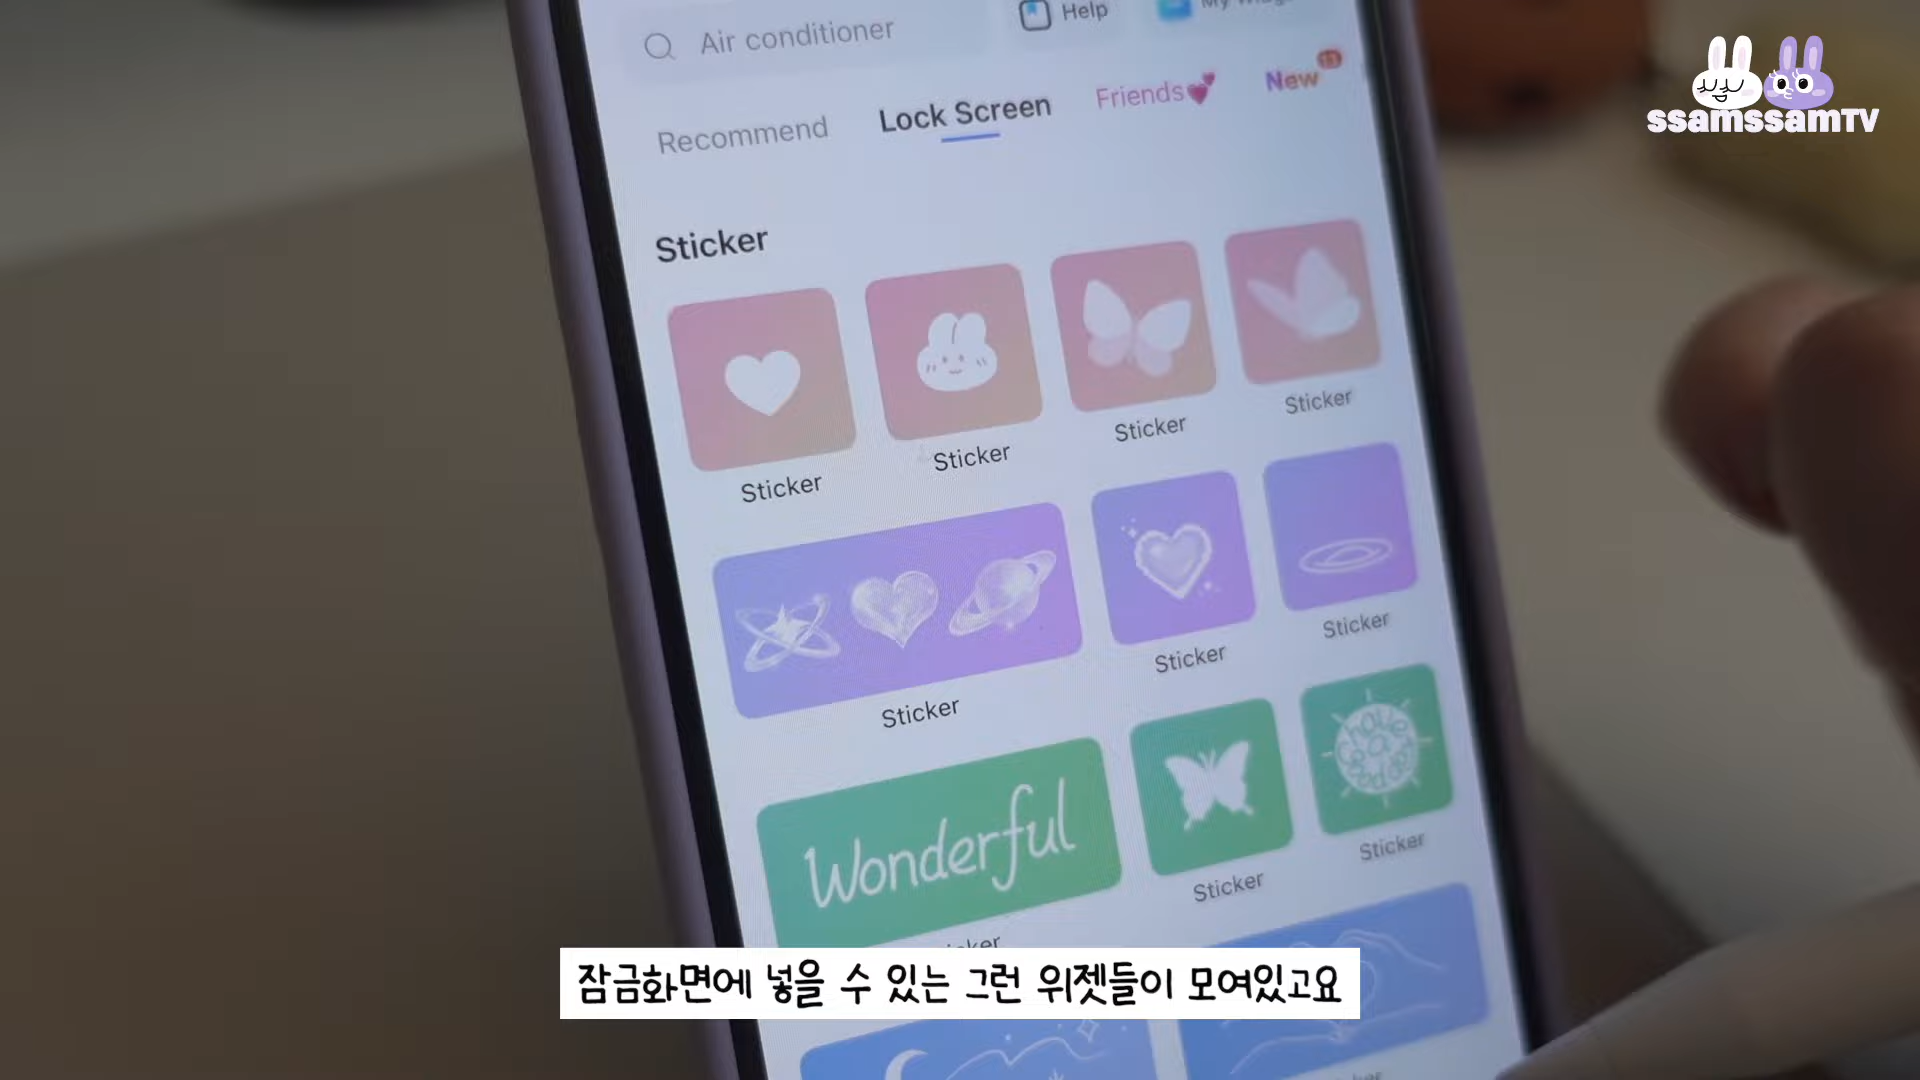 Air conditioner
Help
ssamssamTV
Recommend
Lock Screen
Friends
New
11
Sticker
Sticker
Sticker
Sticker
Sticker
Sticker
Sticker
Sticker
Wonderful
Sticker
Sticker
잠금화면에 넣을 수 있는 그런 위젯들이 모여있고요